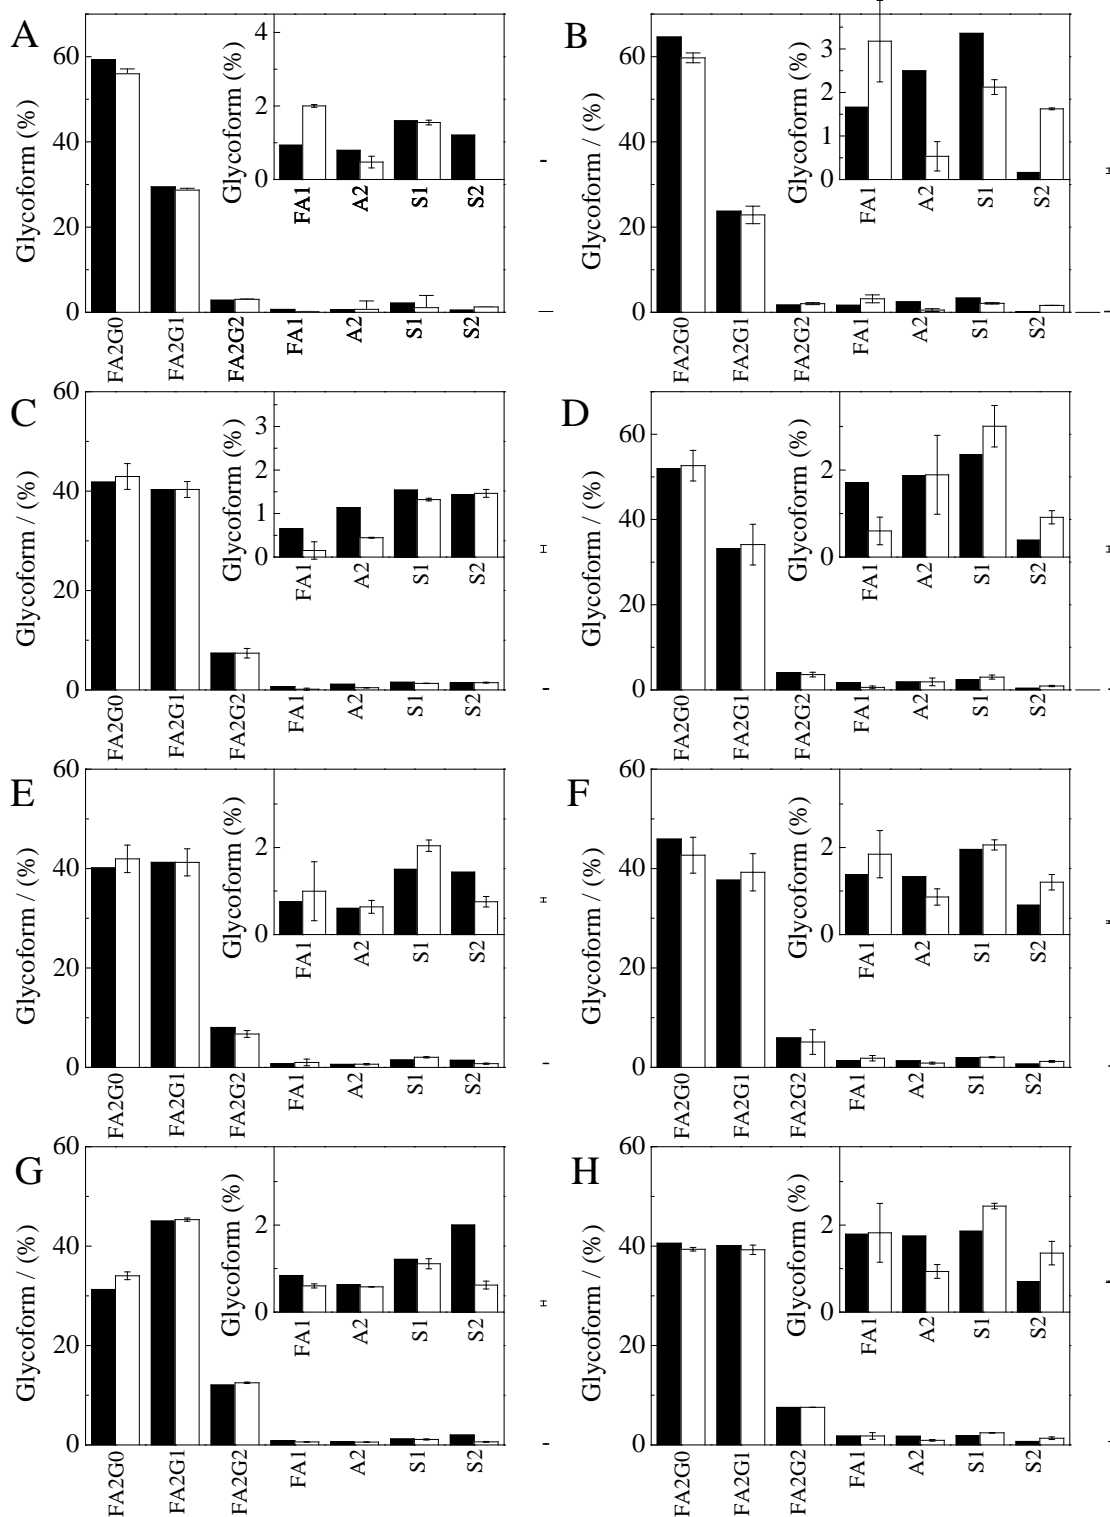 A
Glycoform (%)
60
40
20
0
FA2G0
FA2G1
FA2G2
FA1
A2
S1
S2
Glycoform (%)
4
2
0
FA1
A2
S1
S2
B
Glycoform / (%)
60
40
20
0
FA2G0
FA2G1
FA2G2
FA1
A2
S1
S2
Glycoform (%)
3
2
1
0
FA1
A2
S1
S2
C
Glycoform / (%)
60
40
20
0
FA2G0
FA2G1
FA2G2
FA1
A2
S1
S2
Glycoform (%)
3
2
1
0
FA1
A2
S1
S2
D
Glycoform / (%)
60
40
20
0
FA2G0
FA2G1
FA2G2
FA1
A2
S1
S2
Glycoform (%)
2
0
FA1
A2
S1
S2
E
Glycoform / (%)
60
40
20
0
FA2G0
FA2G1
FA2G2
FA1
A2
S1
S2
Glycoform (%)
2
0
FA1
A2
S1
S2
F
Glycoform / (%)
60
40
20
0
FA2G0
FA2G1
FA2G2
FA1
A2
S1
S2
Glycoform (%)
2
0
FA1
A2
S1
S2
G
Glycoform / (%)
60
40
20
0
FA2G0
FA2G1
FA2G2
FA1
A2
S1
S2
Glycoform (%)
2
0
FA1
A2
S1
S2
H
Glycoform / (%)
60
40
20
0
FA2G0
FA2G1
FA2G2
FA1
A2
S1
S2
Glycoform (%)
2
0
FA1
A2
S1
S2